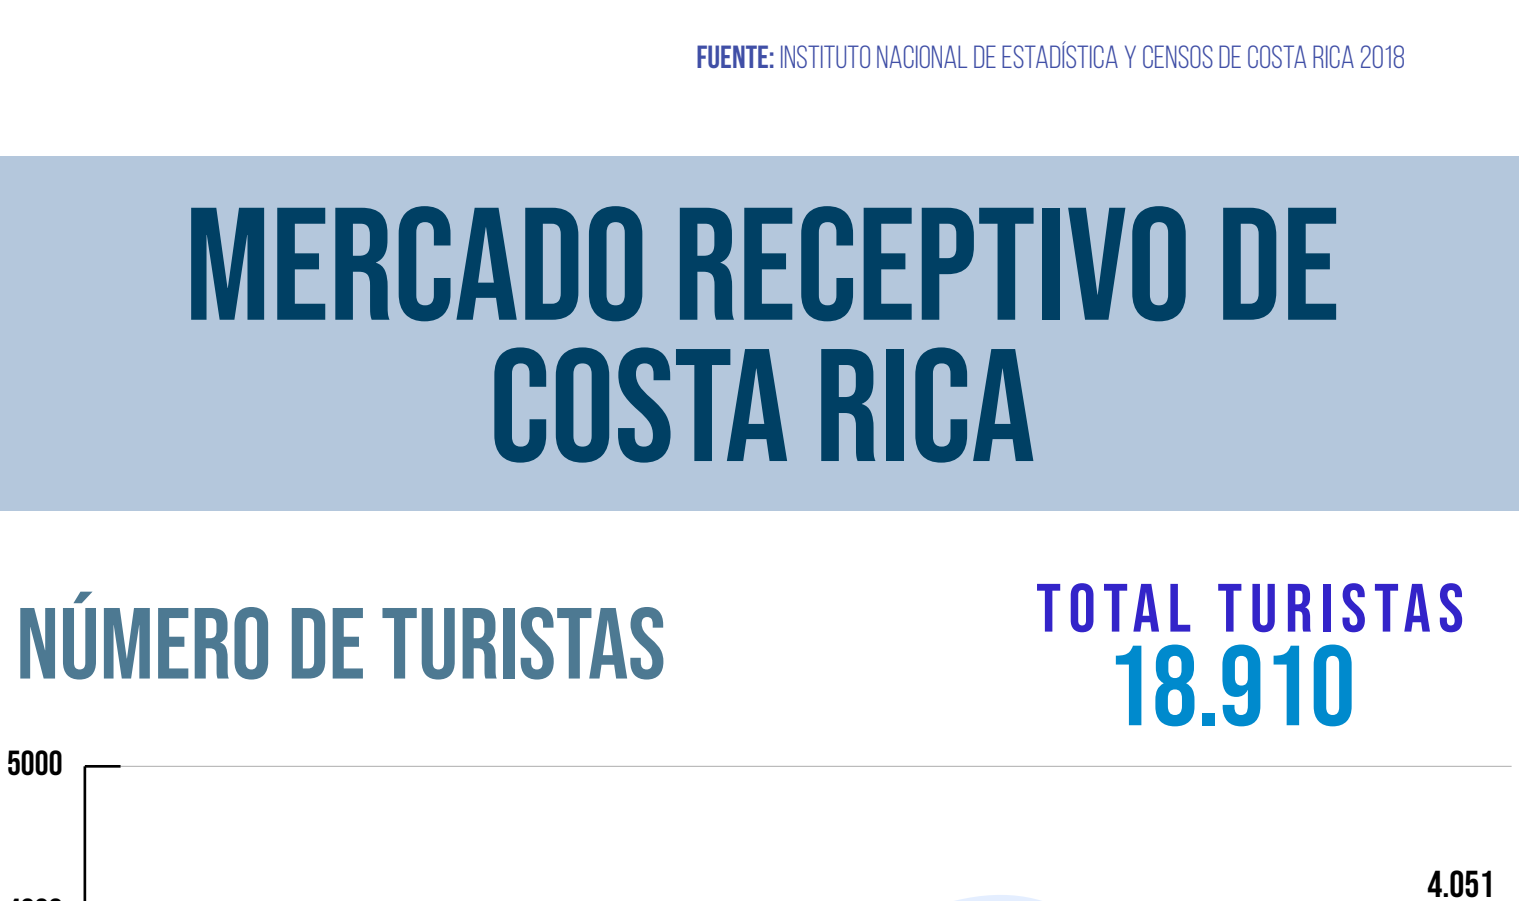 FUENTE: INSTITUTO NACIONAL DE ESTADÍSTICA Y CENSOS DE COSTA RICA 2018
MERCADO RECEPTIVO DE
COSTA RICA
NÚMERO DE TURISTAS
TOTAL TURISTAS
18.910
5000
4.051